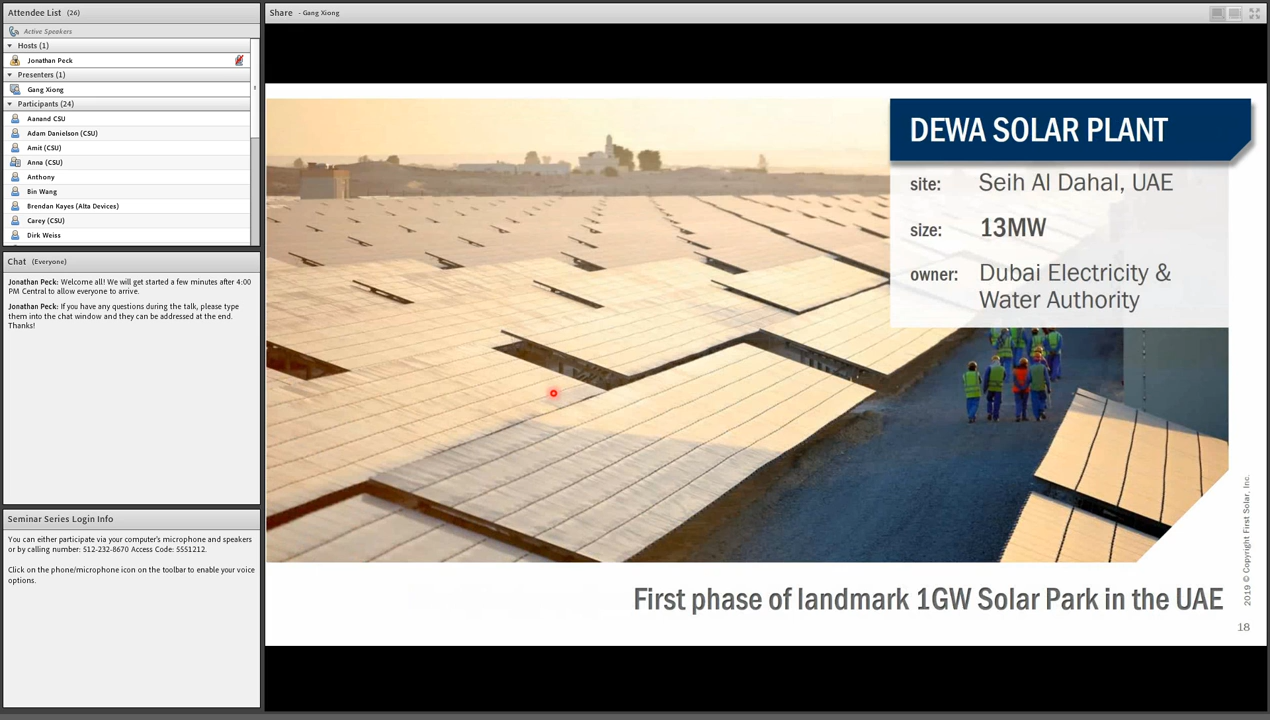 Attendee List (26)
Active Speakers
Hosts (1)
Jonathan Peck
Presenters (1)
Gang Xiong
Participants (24)
Aanand CSU
Adam Danielson (CSU)
Amit (CSU)
Anna (CSU)
Anthony
Bin Wang
Brendan Kayes (Alta Devices)
Carey (CSU)
Dirk Weiss
Chat (Everyone)
Jonathan Peck: Welcome all! We will get started a few minutes after 4:00
PM Central to allow everyone to arrive.
Jonathan Peck: If you have any questions during the talk, please type
them into the chat window and they can be addressed at the end.
Thanks!
Seminar Series Login Info
You can either participate via your computer's microphone and speakers
or by calling number: 512-232-8670 Access Code: 5551212.
Click on the phone/microphone icon on the toolbar to enable your voice
options.
Share - Gang Xiong
DEWA SOLAR PLANT
site: Seih Al Dahal, UAE
size: 13MW
owner: Dubai Electricity &
Water Authority
2019 © Copyright First Solar, Inc.
First phase of landmark 1GW Solar Park in the UAE
18